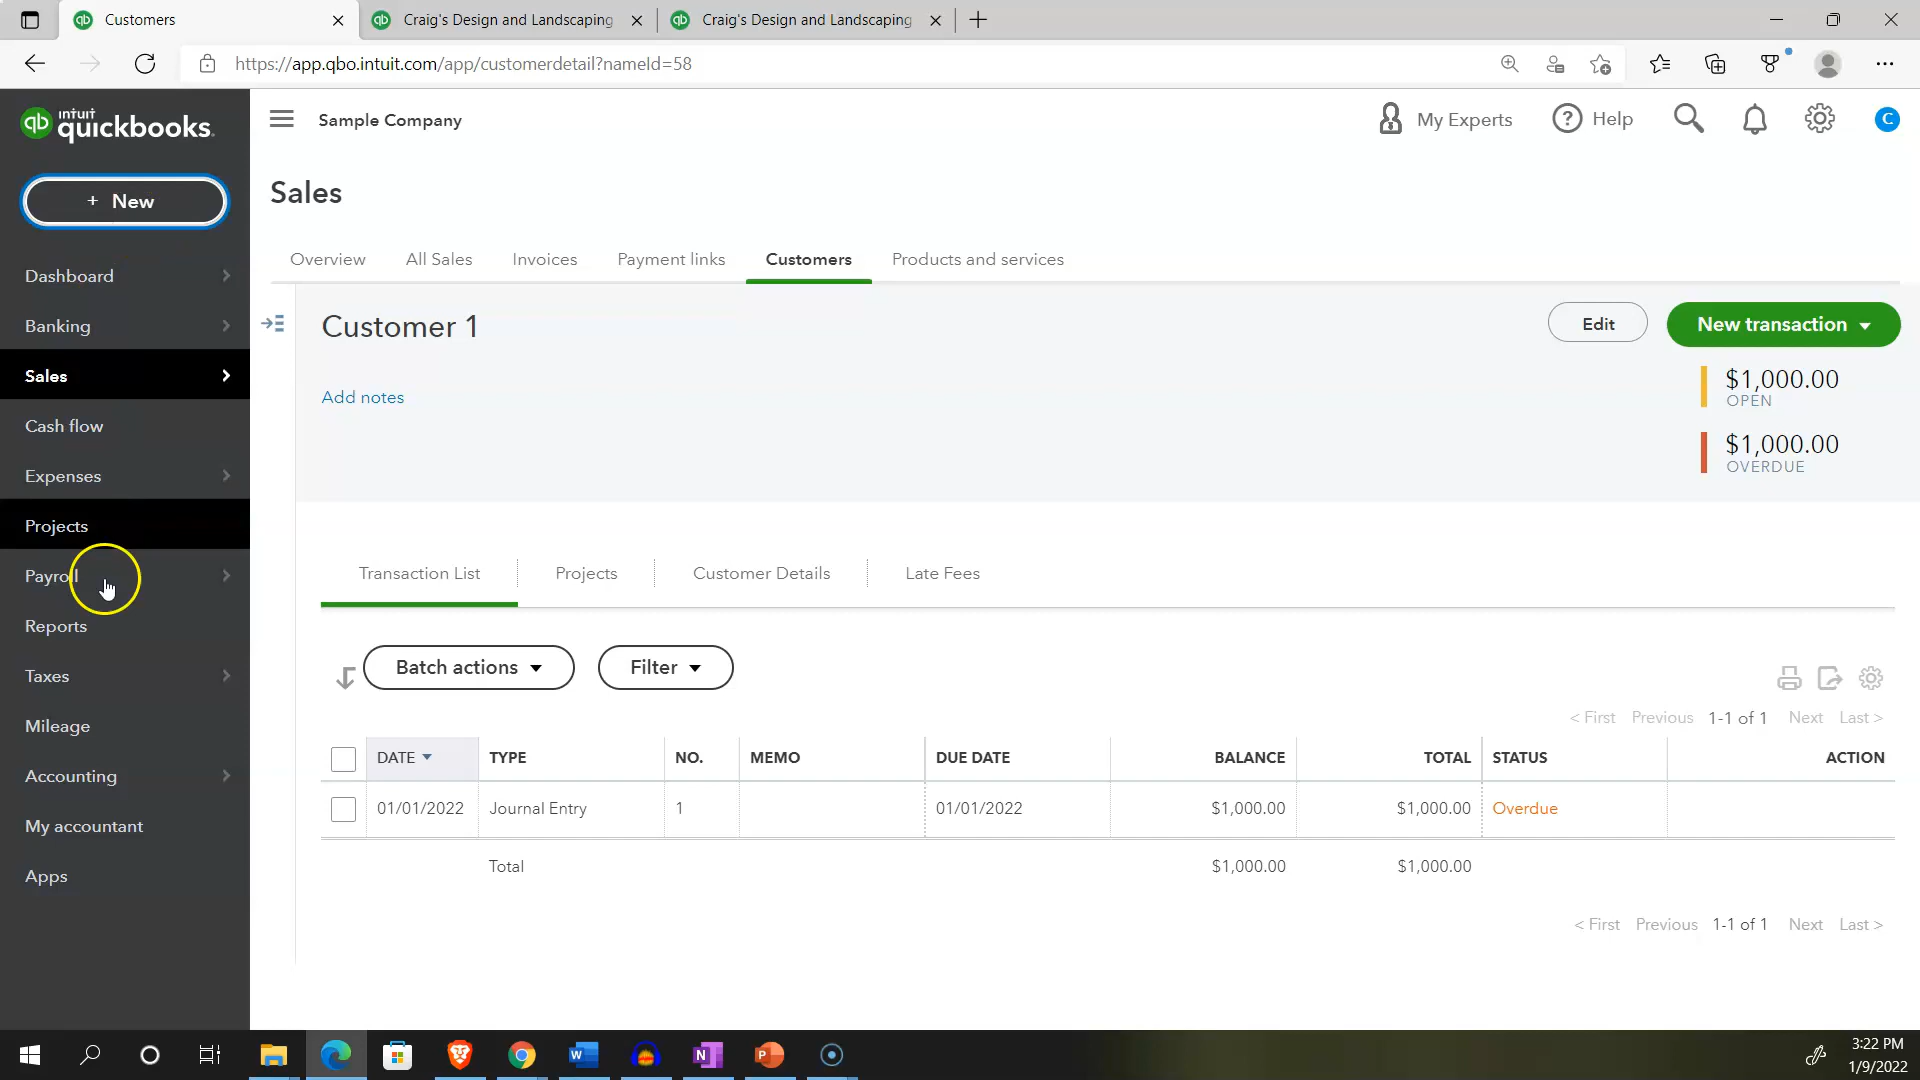 Customers
Craig's Design and Landscaping
Craig's Design and Landscaping
https://app.qbo.intuit.com/app/customerdetail?nameId=58
qb intuit quickbooks.
Sample Company
My Experts
? Help
C
+ New
Sales
Dashboard
Banking
Sales
Cash flow
Expenses
Projects
Payroll
Reports
Taxes
Mileage
Accounting
My accountant
Apps
Overview All Sales Invoices Payment links Customers Products and services
Customer 1
Edit
New transaction
Add notes
$1,000.00
OPEN
$1,000.00
OVERDUE
Transaction List Projects Customer Details Late Fees
Batch actions Filter
< First Previous 1-1 of 1 Next Last >
DATE TYPE NO. MEMO DUE DATE BALANCE TOTAL STATUS ACTION
01/01/2022 Journal Entry 1 01/01/2022 $1,000.00 $1,000.00 Overdue
Total $1,000.00 $1,000.00
< First Previous 1-1 of 1 Next Last >
3:22 PM
1/9/2022